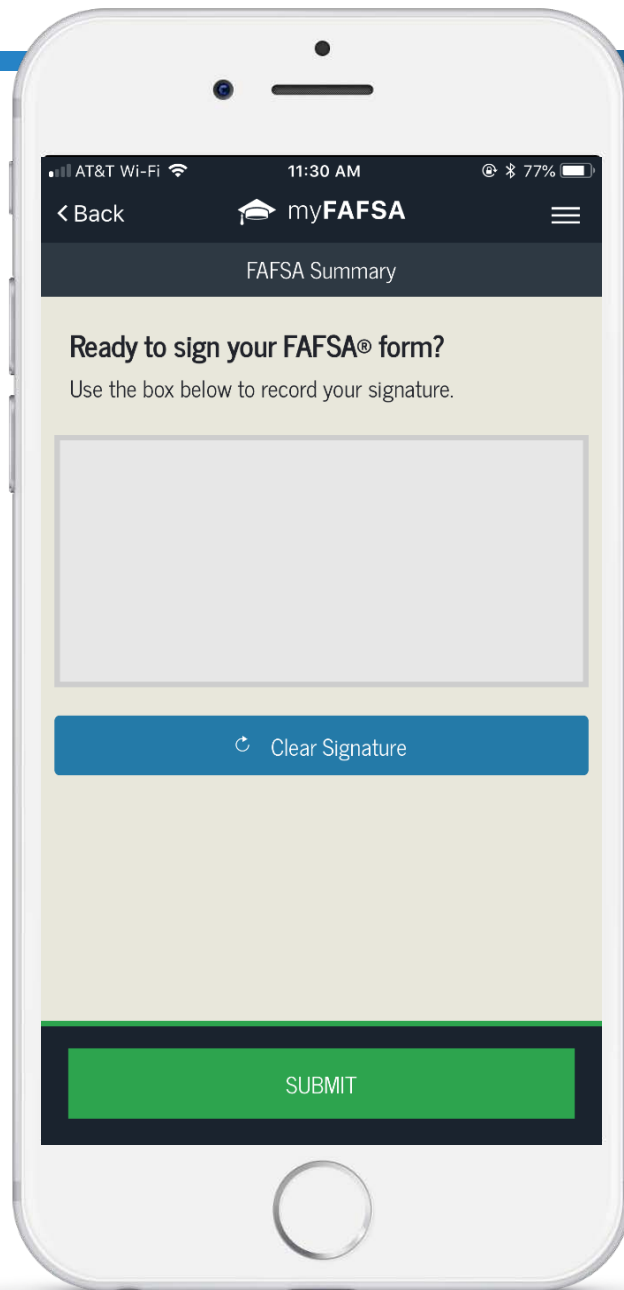 AT&T Wi-Fi 11:30 AM 77%
Back myFAFSA
FAFSA Summary
Ready to sign your FAFSA® form?
Use the box below to record your signature.
Clear Signature
SUBMIT